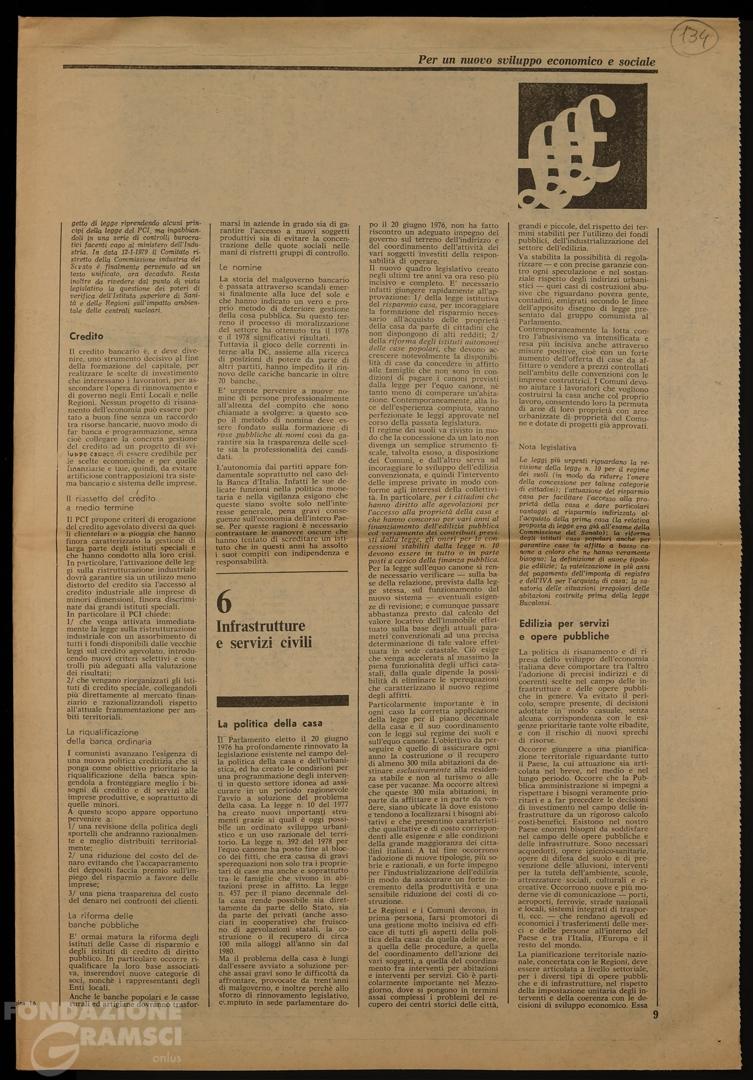 134
Per un nuovo sviluppo economico e sociale
getto di legge riprendendo alcuni prin-
cipi della legge del PCI, ma ingabbian-
doli in una serie di controlli burocra-
tici facenti capo al ministero dell'Indu-
stria. In data 17-1-1979 il Comitato ri-
stretto della Commissione industria del
Senato è finalmente pervenuto ad un
testo unificato, ora decaduto. Resta
inoltre da rivedere dal punto di vista
legislativo la questione dei poteri di
verifica dell'Istituto superiore di Sani-
tà e delle Regioni sull'impatto ambien-
tale delle centrali nucleari.
Credito
Il credito bancario è, e deve dive-
nire, uno strumento decisivo al fine
della formazione del capitale, per
realizzare le scelte di investimento
che interessano i lavoratori, per as-
secondare l'opera di rinnovamento e
di governo negli Enti Locali e nelle
Regioni. Nessun progetto di risana-
mento dell'economia può essere por-
tato a buon fine senza un raccordo
tra risorse bancarie, nuovo modo di
far banca e programmazione, senza
cioè collegare la concreta gestione
del credito ad un progetto di svi-
luppo capace di essere credibile per
le scelte economiche e per quelle
finanziarie e tale, quindi, da evitare
artificiose contrapposizioni tra siste-
ma bancario e sistema delle imprese.
Il riassetto del credito
a medio termine
Il PCI propone criteri di erogazione
del credito agevolato diversi da quel-
li clientelari o a pioggia che hanno
finora caratterizzato la gestione di
larga parte degli istituti speciali e
che hanno condotto alla loro crisi.
In particolare, l'attivazione delle leg-
gi sulla ristrutturazione industriale
dovrà garantire sia un utilizzo meno
distorto del credito sia l'accesso al
credito industriale alle imprese di
minori dimensioni, finora discrimi-
nate dai grandi istituti speciali.
In particolare il PCI chiede:
1/ che venga attivata immediata-
mente la legge sulla ristrutturazione
industriale con un assorbimento di
tutti i fondi disponibili dalle vecchie
leggi sul credito agevolato, introdu-
cendo nuovi criteri selettivi e con-
trolli più adeguati alla valutazione
dei risultati;
2/ che vengano riorganizzati gli isti-
tuti di credito speciale, collegandoli
più direttamente al mercato finan-
ziario e razionalizzandoli rispetto
all'attuale frammentazione per am-
biti territoriali.
La riqualificazione
della banca ordinaria
I comunisti avanzano l'esigenza di
una nuova politica creditizia che si
ponga come obiettivo prioritario la
riqualificazione della banca spin-
gendola a fronteggiare meglio i bi-
sogni di credito e di servizi alle
imprese produttive, e soprattutto di
quelle minori.
A questo scopo appare opportuno
pervenire a:
1/ una revisione della politica degli
sportelli che andranno razionalmen-
te e meglio distribuiti territorial-
mente;
2/ una riduzione del costo del de-
naro evitando che l'accaparramento
dei depositi faccia premio sull'im-
piego del risparmio a favore delle
imprese;
3/ una piena trasparenza del costo
del denaro nei confronti dei clienti.
La riforma delle
banche pubbliche
E' ormai matura la riforma degli
istituti delle Casse di risparmio e
degli istituti di credito di diritto
pubblico. In particolare occorre ri-
qualificare la loro base associati-
va, inserendovi nuove categorie di
soci, nonché i rappresentanti degli
Enti locali.
Anche le banche popolari e le casse
rurali ed artigiane dovranno trasfor-
marsi in aziende in grado sia di ga-
rantire l'accesso a nuovi soggetti
produttivi sia di evitare la concen-
trazione delle quote sociali nelle
mani di ristretti gruppi di controllo.
Le nomine
La storia del malgoverno bancario
è passata attraverso scandali emer-
si finalmente alla luce del sole e
che hanno indicato un vero e pro-
prio metodo di deteriore gestione
della cosa pubblica. Su questo ter-
reno il processo di moralizzazione
del settore ha ottenuto tra il 1976
e il 1978 significativi risultati.
Tuttavia il gioco delle correnti in-
terne alla DC, assieme alla ricerca
di posizioni di potere da parte di
altri partiti, hanno impedito il rin-
novo delle cariche bancarie in oltre
70 banche.
E' urgente pervenire a nuove no-
mine di persone professionalmente
all'altezza del compito che sono
chiamate a svolgere: a questo sco-
po il metodo di nomina deve es-
sere fondato sulla formazione di
rose pubbliche di nomi così da ga-
rantire sia la trasparenza delle scel-
te sia la professionalità dei candi-
dati.
L'autonomia dai partiti appare fon-
damentale soprattutto nel caso del-
la Banca d'Italia. Infatti le sue de-
licate funzioni nella politica mone-
taria e nella vigilanza esigono che
queste siano svolte solo nell'inte-
resse generale, pena gravi conse-
guenze sull'economia dell'intero Pae-
se. Per queste ragioni è necessario
contrastare le manovre oscure che
hanno tentato di screditare un isti-
tuto che in questi anni ha assolto
i suoi compiti con indipendenza e
responsabilità.
6
Infrastrutture
e servizi civili
La politica della casa
Il Parlamento eletto il 20 giugno
1976 ha profondamente rinnovato la
legislazione esistente nel campo del-
la politica della casa e dell'urbani-
stica, ed ha creato le condizioni per
una programmazione degli interven-
ti in questo settore idonea ad assi-
curare in un periodo ragionevole
l'avvio a soluzione del problema
della casa. La legge n. 10 del 1977
ha creato nuovi importanti stru-
menti grazie ai quali è oggi possi-
bile un ordinato sviluppo urbani-
stico e un uso razionale del terri-
torio. La legge n. 392 del 1978 per
l'equo canone ha posto fine al bloc-
co dei fitti, che era causa di gravi
sperequazioni non solo tra i proprie-
tari di case ma anche e soprattutto
tra le famiglie che vivono in abi-
tazioni prese in affitto. La legge
n. 457 per il piano decennale del-
la casa rende possibile sia diret-
tamente da parte dello Stato, sia
da parte dei privati (anche asso-
ciati in cooperative) che fruisco-
no di agevolazioni statali, la co-
struzione o il recupero di circa
100 mila alloggi all'anno sin dal
1980.
Ma il problema della casa è lungi
dall'essere avviato a soluzione per-
ché assai gravi sono le difficoltà da
affrontare, provocate da trent'anni
di malgoverno, e inoltre perché allo
sforzo di rinnovamento legislativo,
compiuto in sede parlamentare do-
po il 20 giugno 1976, non ha fatto
riscontro un adeguato impegno del
governo sul terreno dell'indirizzo e
del coordinamento dell'attività dei
vari soggetti investiti della respon-
sabilità di operare.
Il nuovo quadro legislativo creato
negli ultimi tre anni va ora reso più
incisivo e completo. E' necessario
infatti giungere rapidamente all'ap-
provazione: 1/ della legge istitutiva
del risparmio casa, per incoraggiare
la formazione del risparmio neces-
sario all'acquisto delle proprietà
della casa da parte di cittadini che
non dispongono di alti redditi; 2/
della riforma degli istituti autonomi
delle case popolari, che devono ac-
crescere notevolmente la disponibi-
lità di case da concedere in affitto
alle famiglie che non sono in con-
dizioni di pagare i canoni previsti
dalla legge per l'equo canone, né
tanto meno di comperare un'abita-
zione. Contemporaneamente, alla lu-
ce dell'esperienza compiuta, vanno
perfezionate le leggi approvate nel
corso della passata legislatura.
Il regime dei suoli va rivisto in mo-
do che la concessione da un lato non
divenga un semplice strumento fi-
scale, talvolta esoso, a disposizione
dei Comuni, e dall'altro serva ad
incoraggiare lo sviluppo dell'edilizia
convenzionata, e quindi l'intervento
delle imprese private in modo con-
forme agli interessi della collettivi-
tà. In particolare, per i cittadini che
hanno diritto alle agevolazioni per
l'accesso alla proprietà della casa e
che hanno concorso per vari anni al
finanziamento dell'edilizia pubblica
col versamento dei contributi previ-
sti dalla legge, gli oneri per le con-
cessioni stabiliti dalla legge n. 10
devono essere in tutto o in parte
posti a carico della finanza pubblica.
Per la legge sull'equo canone si ren-
de necessario verificare — sulla ba-
se della relazione, prevista dalla leg-
ge stessa, sul funzionamento del
nuovo sistema — eventuali esigen-
ze di revisione; e comunque passare
abbastanza presto dal calcolo del
valore locativo dell'immobile effet-
tuato sulla base degli attuali para-
metri convenzionali ad una precisa
determinazione di tale valore effet-
tuata in sede catastale. Ciò esige
che venga accelerata al massimo la
piena funzionalità degli uffici cata-
stali, dalla quale dipende la possi-
bilità di eliminare le sperequazioni
che caratterizzano il nuovo regime
degli affitti.
Particolarmente importante è in
ogni caso la corretta applicazione
della legge per il piano decennale
della casa e il suo coordinamento
con le leggi sul regime dei suoli e
sull'equo canone. L'obiettivo da per-
seguire è quello di assicurare ogni
anno la costruzione o il recupero
di almeno 300 mila abitazioni da de-
stinare esclusivamente alla residen-
za stabile e non al turismo o alle
case per vacanze. Ma occorre altresì
che queste 300 mila abitazioni, in
parte da affittare e in parte da ven-
dere, siano ubicate là dove esistono
e tendono a localizzarsi i bisogni abi-
tativi e che presentino caratteristi-
che qualitative e di costo corrispon-
denti alle esigenze e alle condizioni
della grande maggioranza dei citta-
dini italiani. A tal fine occorrono
l'adozione di nuove tipologie, più so-
brie e razionali, e un forte impegno
per l'industrializzazione dell'edilizia
in modo da assicurare un forte in-
cremento della produttività e una
sensibile riduzione dei costi di co-
struzione.
Le Regioni e i Comuni devono, in
prima persona, farsi promotori di
una gestione molto incisiva ed effi-
cace di tutti gli aspetti della poli-
tica della casa: da quella delle aree,
a quella delle procedure, a quella
del coordinamento dell'azione dei
vari soggetti, a quella del coordina-
mento fra interventi per abitazioni
e interventi per servizi. Ciò è parti-
colarmente importante nel Mezzo-
giorno, dove si pongono in termini
assai complessi i problemi del re-
cupero dei centri storici delle città,
grandi e piccole, del rispetto dei ter-
mini stabiliti per l'utilizzo dei fondi
pubblici, dell'industrializzazione del
settore dell'edilizia.
Va stabilita la possibilità di regola-
rizzare — e con precise garanzie con-
tro ogni speculazione e nel sostan-
ziale rispetto degli indirizzi urbani-
stici — quei casi di costruzioni abu-
sive che riguardano povera gente,
contadini, emigrati secondo le linee
dell'apposito disegno di legge pre-
sentato dal gruppo comunista al
Parlamento.
Contemporaneamente la lotta con-
tro l'abusivismo va intensificata e
resa più incisiva anche attraverso
misure positive, cioè con un forte
aumento dell'offerta di case da af-
fittare o vendere a prezzi controllati
nell'ambito delle convenzioni con le
imprese costruttrici. I Comuni devo-
no aiutare i lavoratori che vogliono
costruirsi la casa anche col proprio
lavoro, consentendo loro la permuta
di aree di loro proprietà con aree
urbanizzate di proprietà del Comu-
ne e dotate di progetti già approvati.
Nota legislativa
Le leggi più urgenti riguardano la re-
visione della legge n. 10 per il regime
dei suoli (in modo da ridurre l'onere
della concessione per talune categorie
di cittadini); l'attuazione del risparmio
casa per facilitare l'accesso alla pro-
prietà della casa e dare particolari
vantaggi al risparmio indirizzato al-
l'acquisto della prima casa (la relativa
proposta di legge era già all'esame della
Commissione del Senato); la riforma
degli istituti case popolari anche per
garantire case in affitto a basso ca-
none a coloro che ne hanno veramente
bisogno; la definizione di nuove tipolo-
gie edilizie; la rateizzazione in più anni
del pagamento dell'imposta di registro
e dell'IVA per l'acquisto di casa; la sa-
natoria delle situazioni irregolari delle
abitazioni costruite prima della legge
Bucalossi.
Edilizia per servizi
e opere pubbliche
La politica di risanamento e di ri-
presa dello sviluppo dell'economia
italiana deve comportare tra l'altro
l'adozione di precisi indirizzi e di
coerenti scelte nel campo delle in-
frastrutture e delle opere pubbli-
che in genere. Va evitato il peri-
colo, sempre presente, di decisioni
adottate in modo casuale, senza
alcuna corrispondenza con le esi-
genze prioritarie tante volte ribadite,
e con il rischio di nuovi sprechi
di risorse.
Occorre giungere a una pianifica-
zione territoriale riguardante tutto
il Paese, la cui attuazione sia arti-
colata nel breve, nel medio e nel
lungo periodo. Occorre che la Pub-
blica amministrazione si impegni a
rispettare i bisogni veramente prio-
ritari e a far precedere le decisioni
di investimento nel campo delle in-
frastrutture da un rigoroso calcolo
costi-benefici. Esistono nel nostro
Paese enormi bisogni da soddisfare
nel campo delle opere pubbliche e
delle infrastrutture. Sono necessari
acquedotti, opere igienico-sanitarie,
opere di difesa del suolo e di pre-
venzione delle alluvioni, interventi
per la tutela dell'ambiente, scuole,
attrezzature sociali, culturali e ri-
creative. Occorrono nuove e più mo-
derne vie di comunicazione — porti,
aeroporti, ferrovie, strade nazionali
e locali, sistemi integrati di traspor-
ti, ecc. — che rendano agevoli ed
economici i trasferimenti delle mer-
ci e delle persone all'interno del
Paese e tra l'Italia, l'Europa e il
resto del mondo.
La pianificazione territoriale nazio-
nale, concertata con le Regioni, deve
essere articolata a livello settoriale,
per i diversi tipi di opere pubbli-
che e di infrastrutture, nel rispetto
della impostazione unitaria degli in-
terventi e della coerenza con le de-
cisioni di sviluppo economico. Essa
9
FONDAZIONE
GRAMSCI
onlus